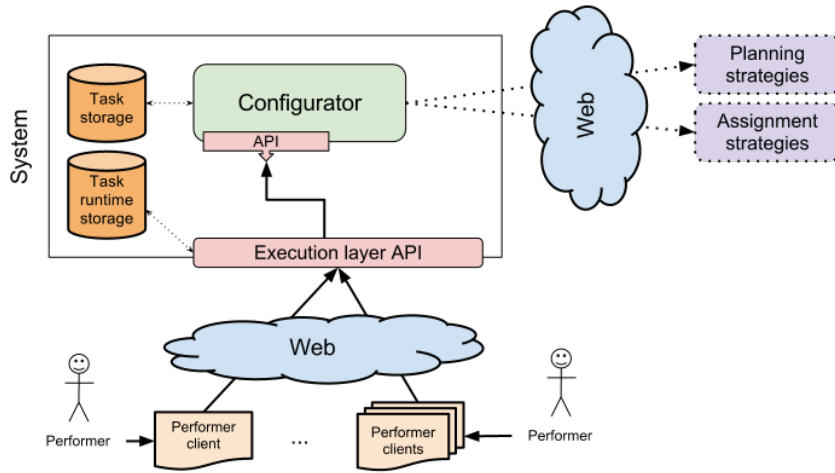 System
Task
storage
Configurator
API
Task
runtime
storage
Execution layer API
Web
Planning
strategies
Assignment
strategies
Web
Performer
Performer
client
...
Performer
clients
Performer